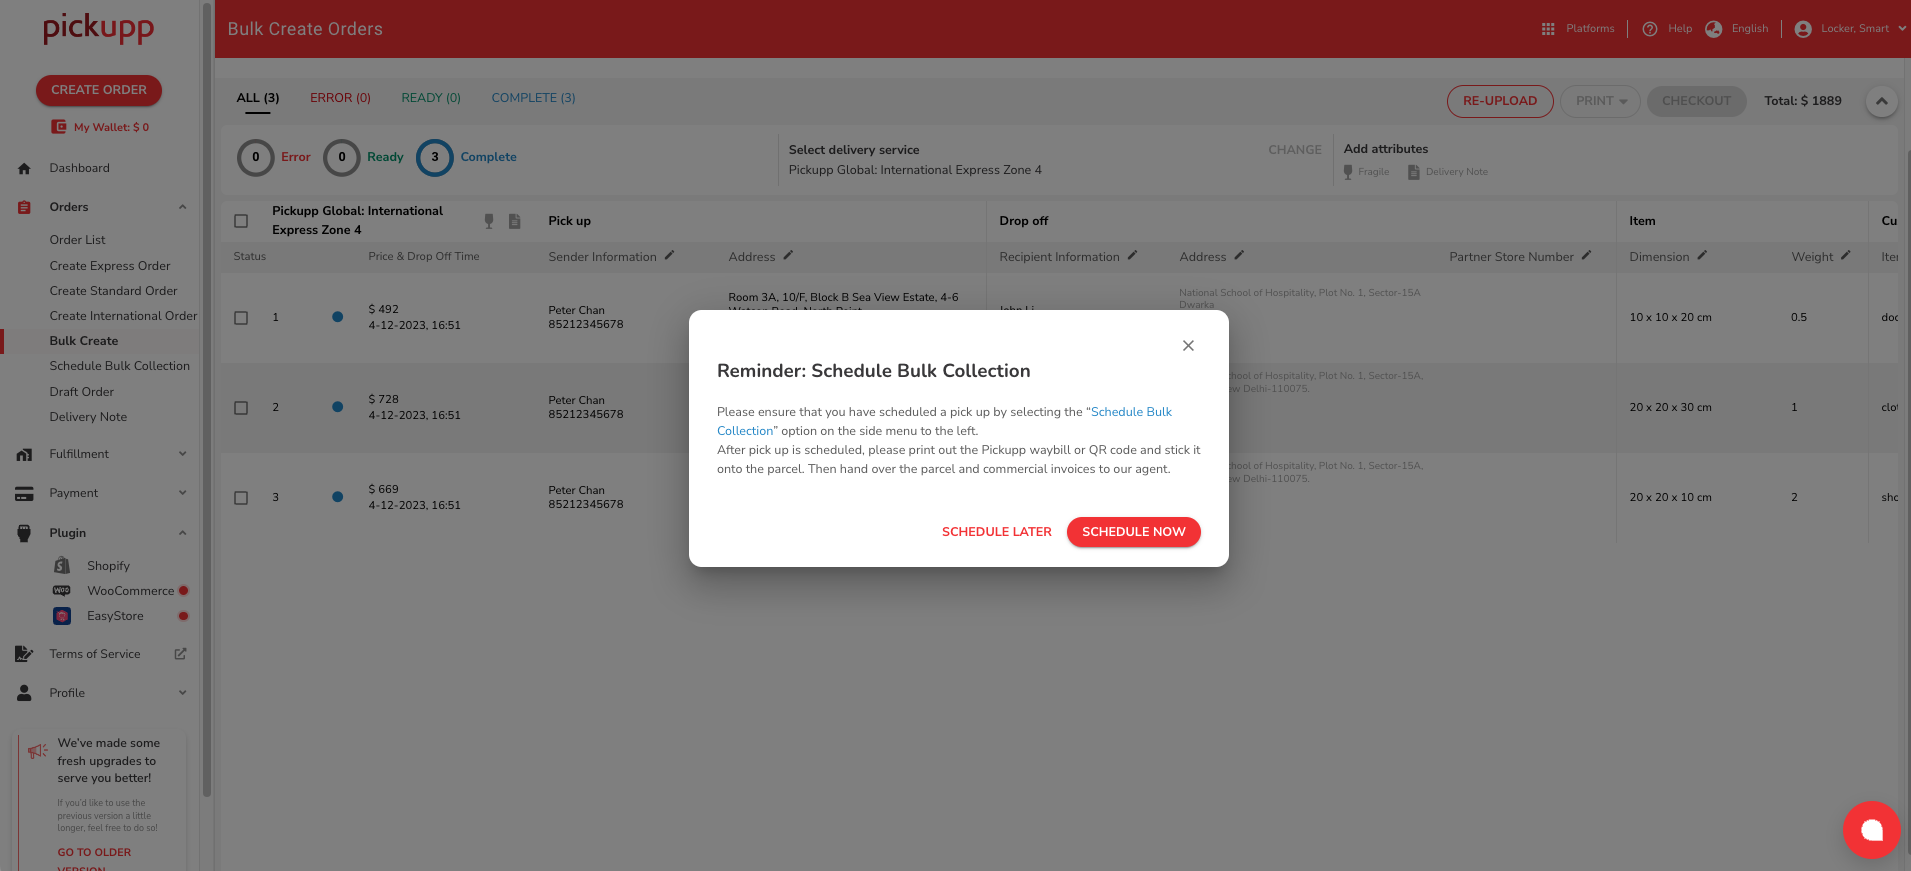 pickupp
Bulk Create Orders
Platforms
Help
English
Locker, Smart
CREATE ORDER
My Wallet: $ 0
Dashboard
Orders
Order List
Create Express Order
Create Standard Order
Create International Order
Bulk Create
Schedule Bulk Collection
Draft Order
Delivery Note
Fulfillment
Payment
Plugin
Shopify
WooCommerce
EasyStore
Terms of Service
Profile
We've made some
fresh upgrades to
serve you better!
If you'd like to use the
previous version a little
longer, feel free to do so!
GO TO OLDER
VERSION
ALL (3)
ERROR (0)
READY (0)
COMPLETE (3)
RE-UPLOAD
PRINT
CHECKOUT
Total: $ 1889
0 Error
0 Ready
3 Complete
Select delivery service
Pickupp Global: International Express Zone 4
CHANGE
Add attributes
Fragile
Delivery Note
Pickupp Global: International
Express Zone 4
Pick up
Drop off
Item
Cu
Status
Price & Drop Off Time
Sender Information
Address
Recipient Information
Address
Partner Store Number
Dimension
Weight
Iter
1
$ 492
4-12-2023, 16:51
Peter Chan
85212345678
Room 3A, 10/F, Block B Sea View Estate, 4-6
Watson Road, North Point
John Li
National School of Hospitality, Plot No. 1, Sector-15A
Dwarka
10 x 10 x 20 cm
0.5
doc
2
$ 728
4-12-2023, 16:51
Peter Chan
85212345678
hool of Hospitality, Plot No. 1, Sector-15A,
ew Delhi-110075.
20 x 20 x 30 cm
1
clot
3
$ 669
4-12-2023, 16:51
Peter Chan
85212345678
hool of Hospitality, Plot No. 1, Sector-15A,
ew Delhi-110075.
20 x 20 x 10 cm
2
sho
Reminder: Schedule Bulk Collection
Please ensure that you have scheduled a pick up by selecting the “Schedule Bulk
Collection” option on the side menu to the left.
After pick up is scheduled, please print out the Pickupp waybill or QR code and stick it
onto the parcel. Then hand over the parcel and commercial invoices to our agent.
SCHEDULE LATER
SCHEDULE NOW